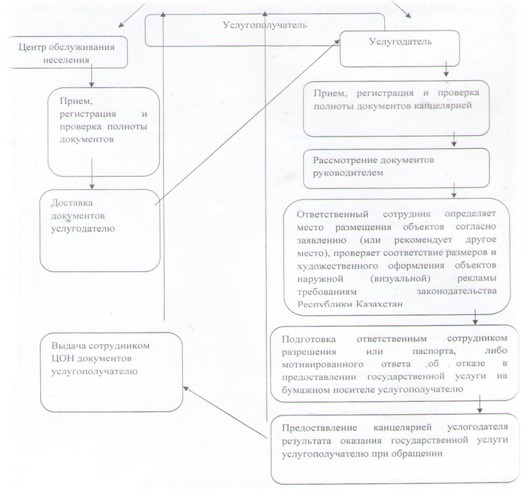 Услугополучатель
Центр обслуживания
неселения
Услугодатель
Прием,
регистрация и
проверка полноты
документов
Прием, регистрация и проверка
полноты документов канцелярией
Рассмотрение документов
руководителем
Доставка
документов
услугодателю
Ответственный сотрудник определяет
место размещения объектов согласно
заявлению (или рекомендует другое
место), проверяет соответствие размеров и
художественного оформления объектов
наружной (визуальной) рекламы
требованиям законодательства
Республики Казахстан
Выдача сотрудником
ЦОН документов
услугополучателю
Подготовка ответственным сотрудником
разрешения или паспорта, либо
мотивированного ответа об отказе в
предоставлении государственной услуги на
бумажном носителе услугополучателю
Предоставление канцелярией услогодателя
результата оказания государственной услуги
услугополучателю при обращении